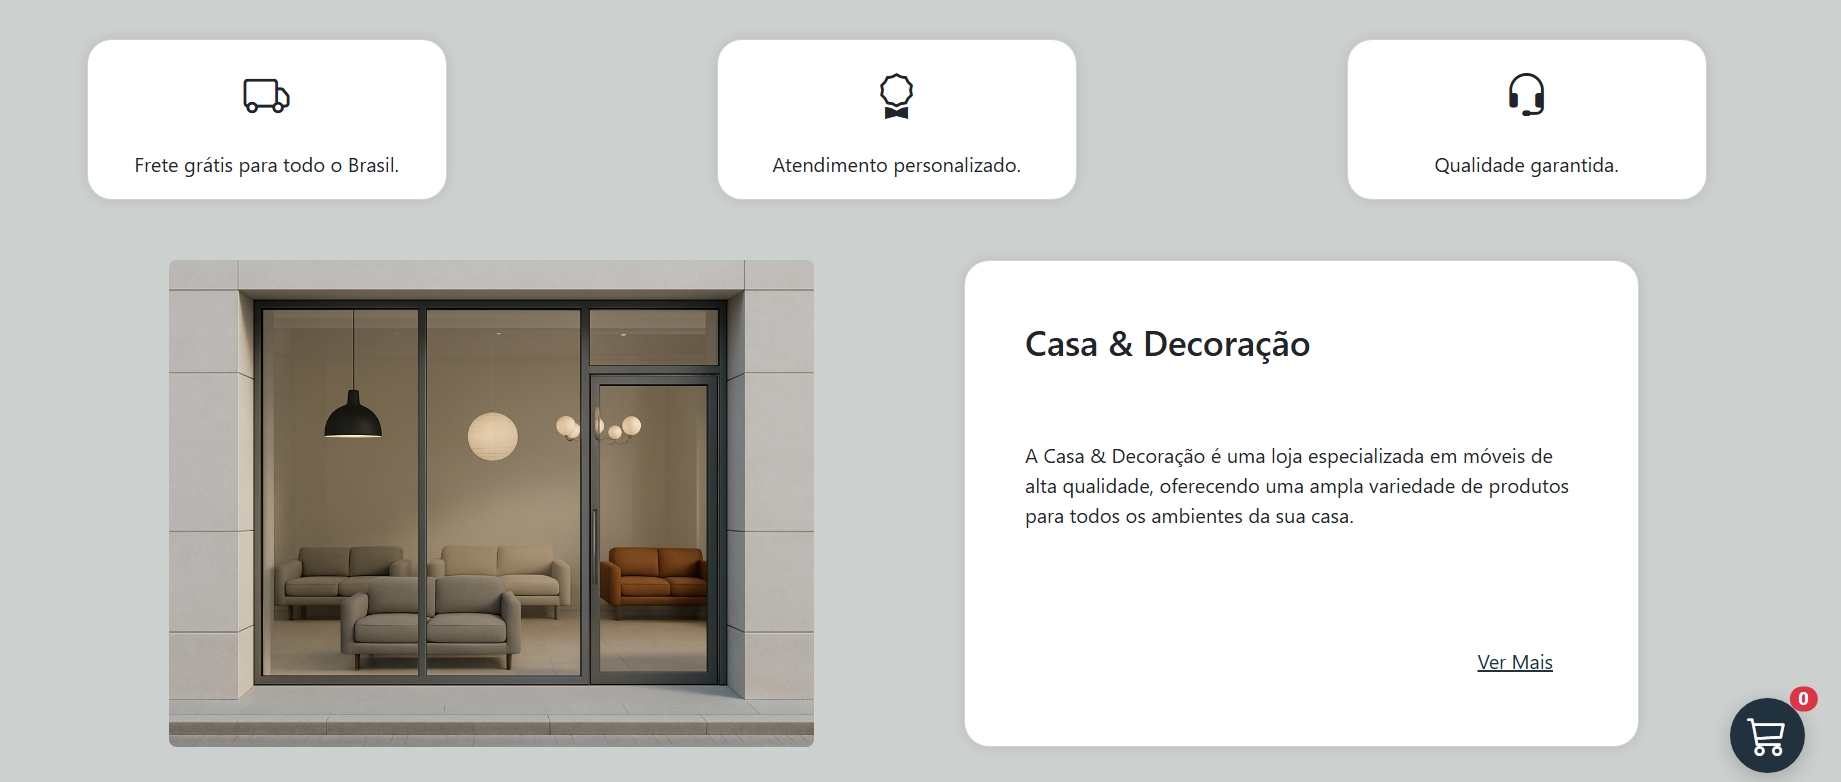 Frete grátis para todo o Brasil.
Atendimento personalizado.
Qualidade garantida.
Casa & Decoração
A Casa & Decoração é uma loja especializada em móveis de
alta qualidade, oferecendo uma ampla variedade de produtos
para todos os ambientes da sua casa.
Ver Mais
0